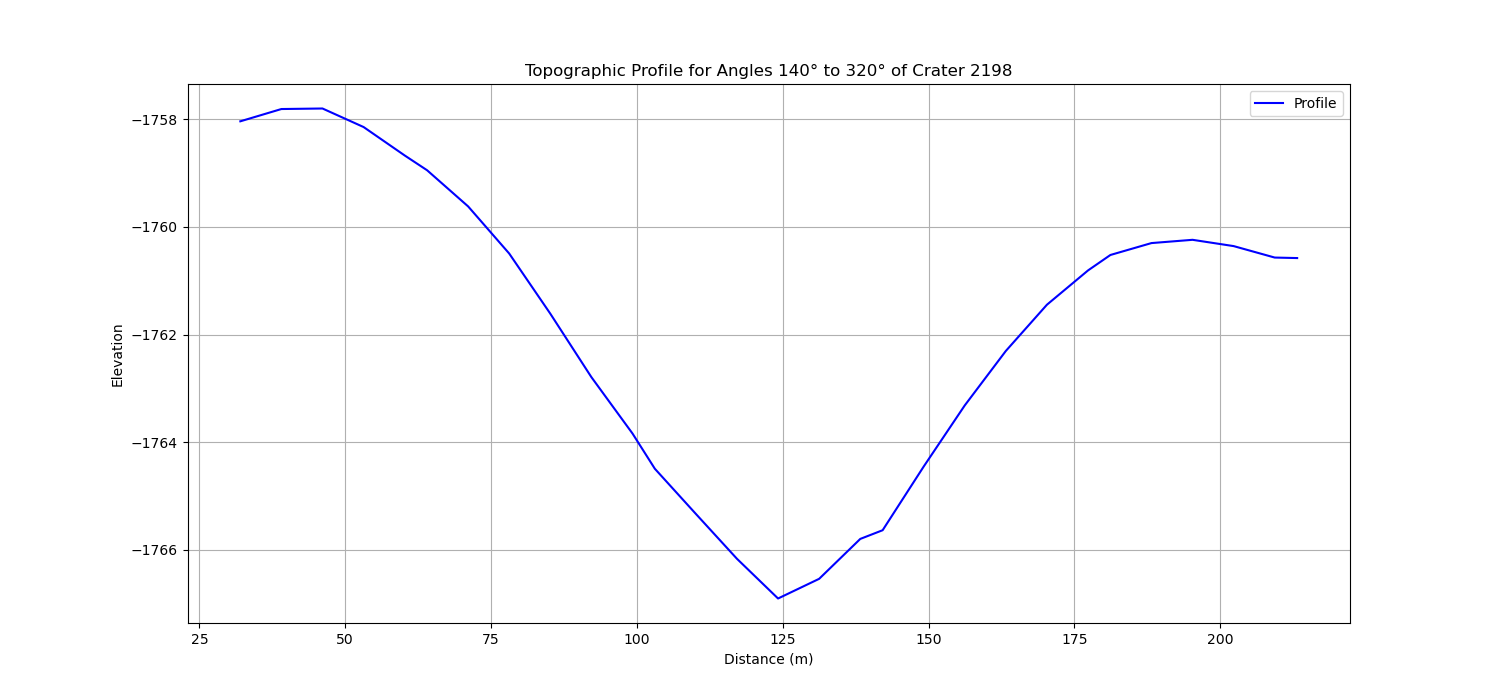 Topographic Profile for Angles 140° to 320° of Crater 2198
Profile
−1758
−1760
−1762
−1764
−1766
Elevation
25 50 75 100 125 150 175 200
Distance (m)